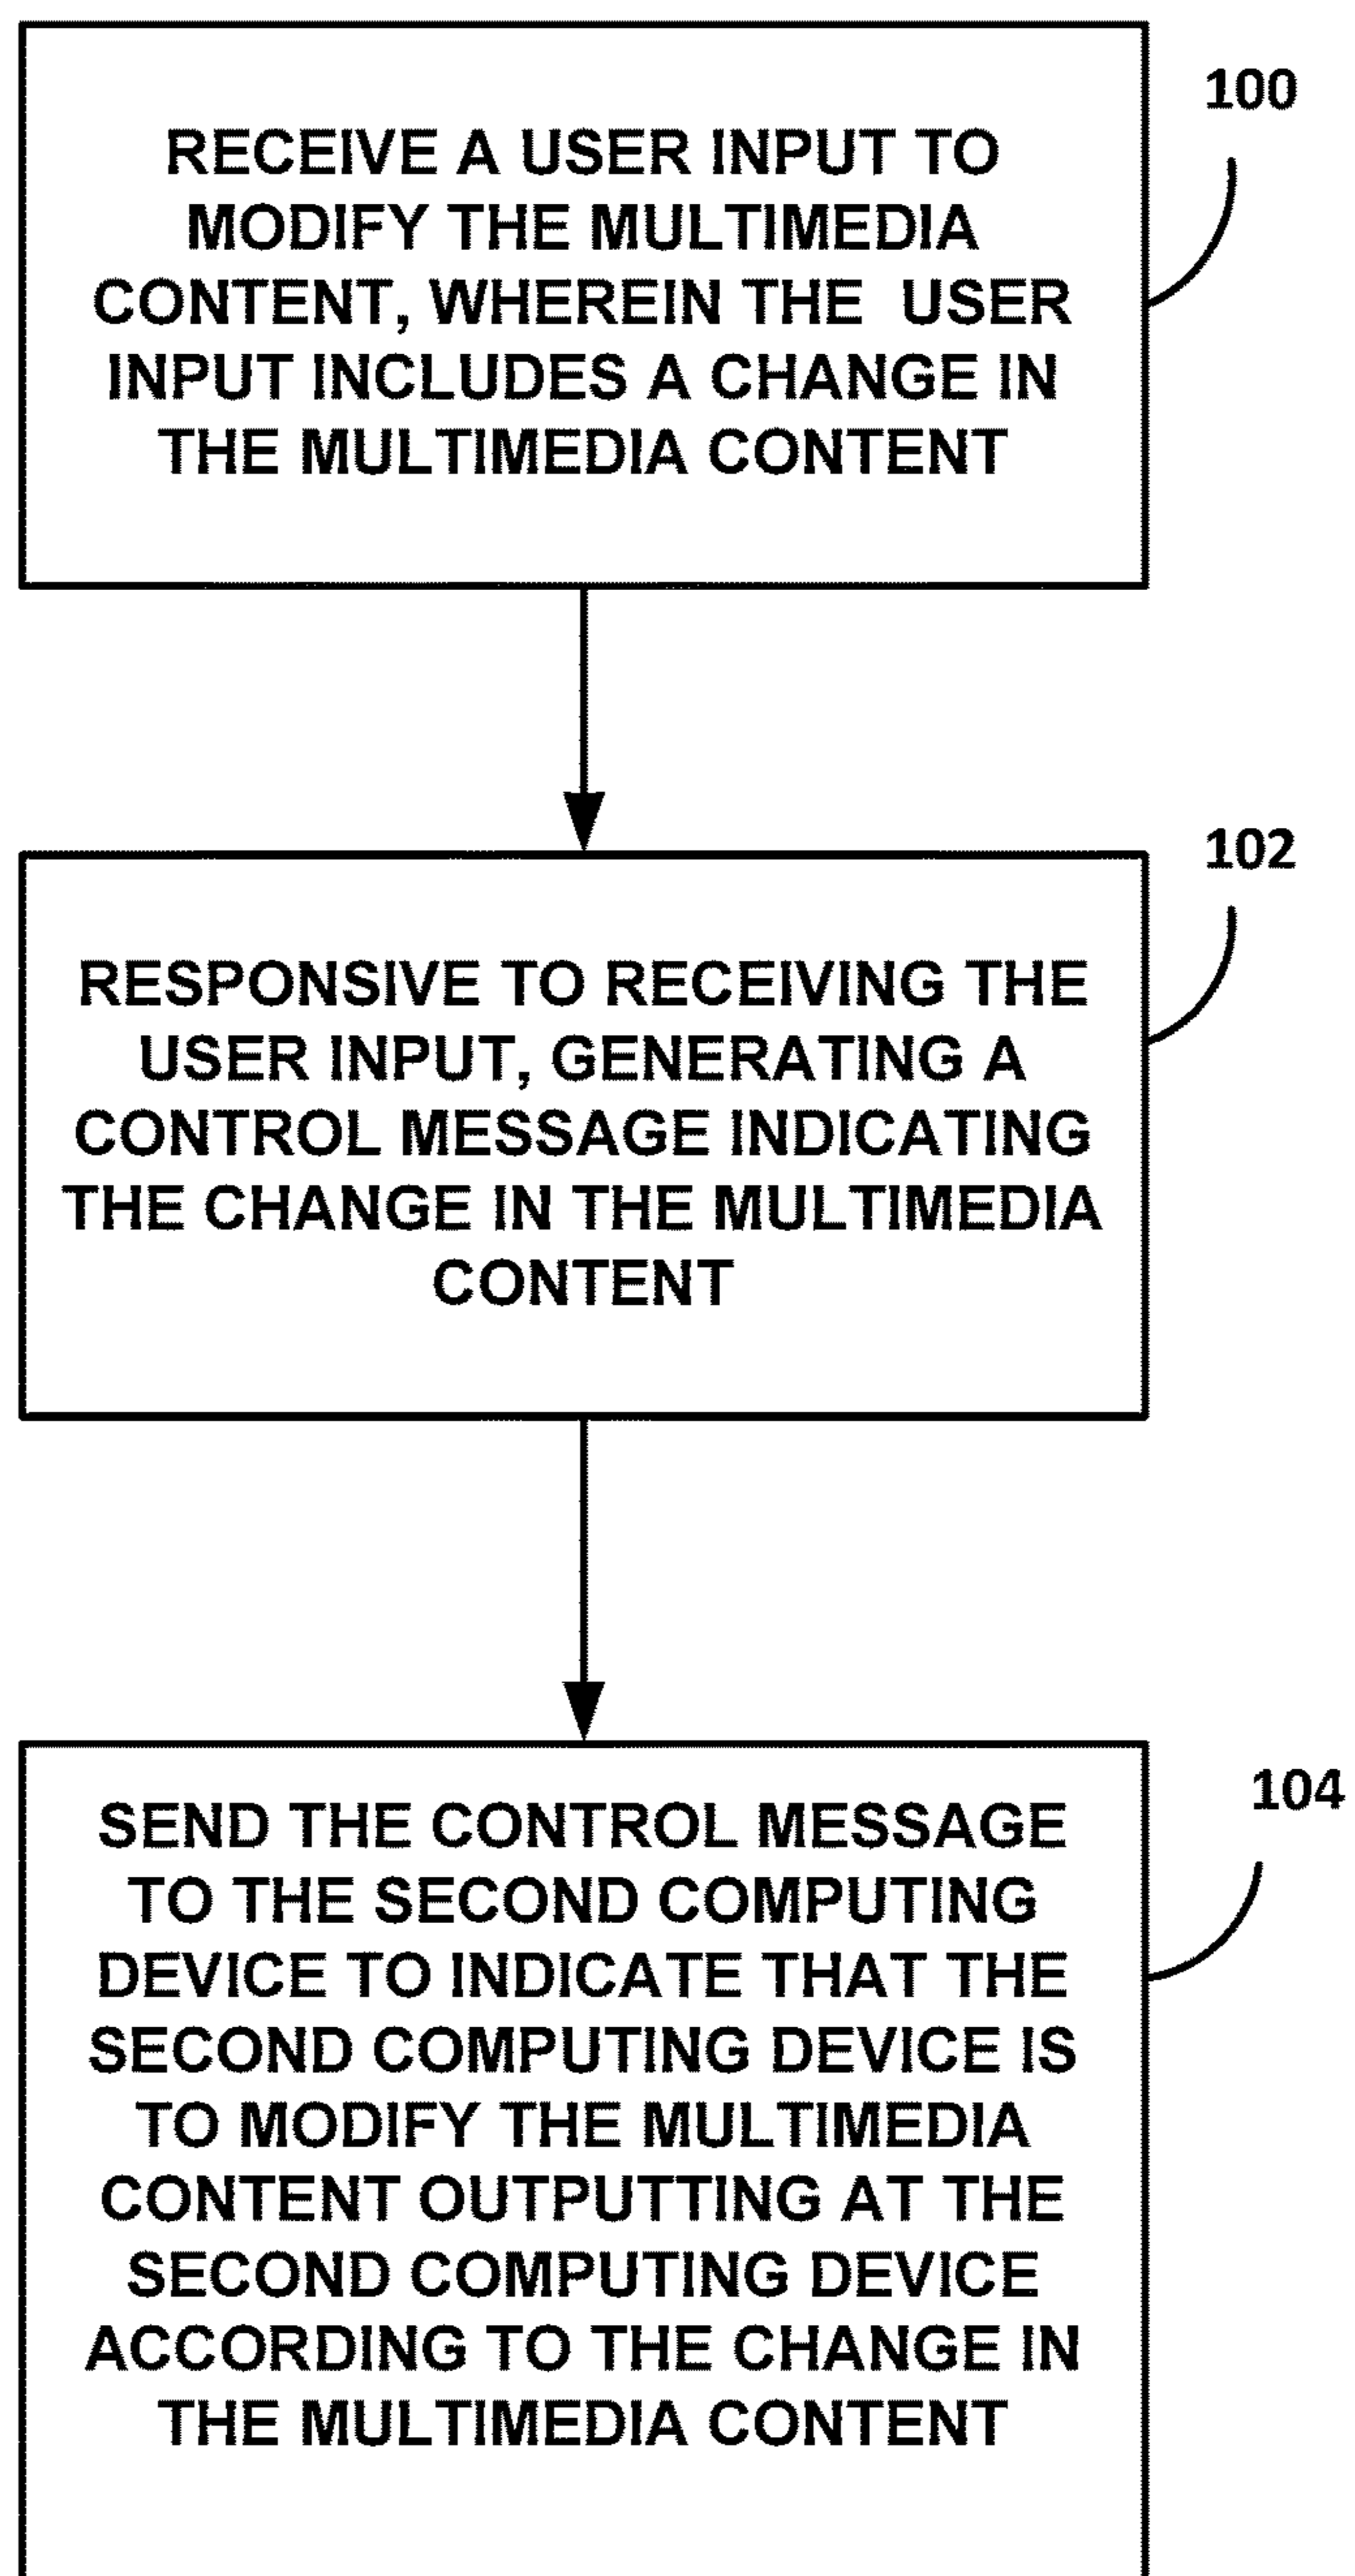 100
RECEIVE A USER INPUT TO
MODIFY THE MULTIMEDIA
CONTENT, WHEREIN THE USER
INPUT INCLUDES A CHANGE IN
THE MULTIMEDIA CONTENT
102
RESPONSIVE TO RECEIVING THE
USER INPUT, GENERATING A
CONTROL MESSAGE INDICATING
THE CHANGE IN THE MULTIMEDIA
CONTENT
104
SEND THE CONTROL MESSAGE
TO THE SECOND COMPUTING
DEVICE TO INDICATE THAT THE
SECOND COMPUTING DEVICE IS
TO MODIFY THE MULTIMEDIA
CONTENT OUTPUTTING AT THE
SECOND COMPUTING DEVICE
ACCORDING TO THE CHANGE IN
THE MULTIMEDIA CONTENT